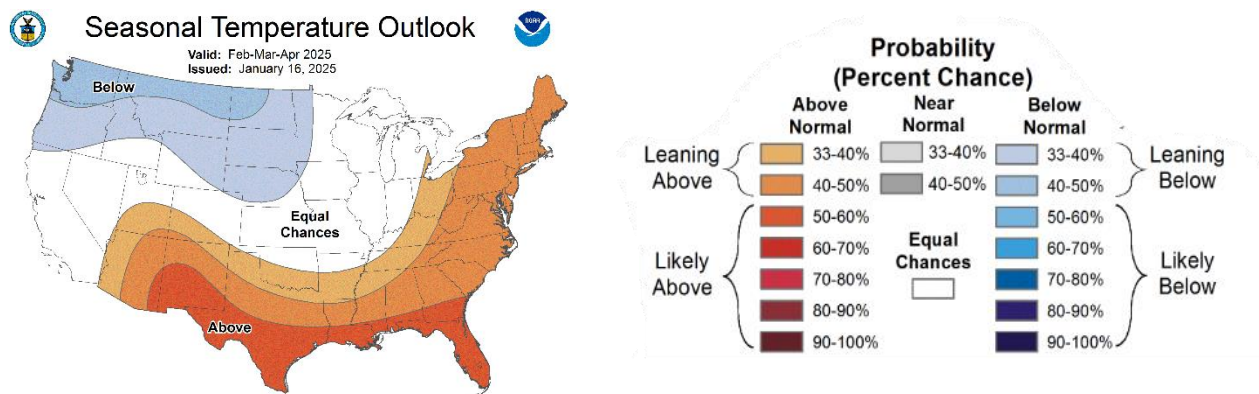 Seasonal Temperature Outlook
NOAA
Valid: Feb-Mar-Apr 2025
Issued: January 16, 2025
Below
Equal
Chances
Above
Probability
(Percent Chance)
Above
Normal
Near
Normal
Below
Normal
Leaning
Above
33-40%
33-40%
33-40%
Leaning
Below
40-50%
40-50%
40-50%
Likely
Above
50-60%
50-60%
60-70%
Equal
Chances
60-70%
Likely
Below
70-80%
70-80%
80-90%
80-90%
90-100%
90-100%